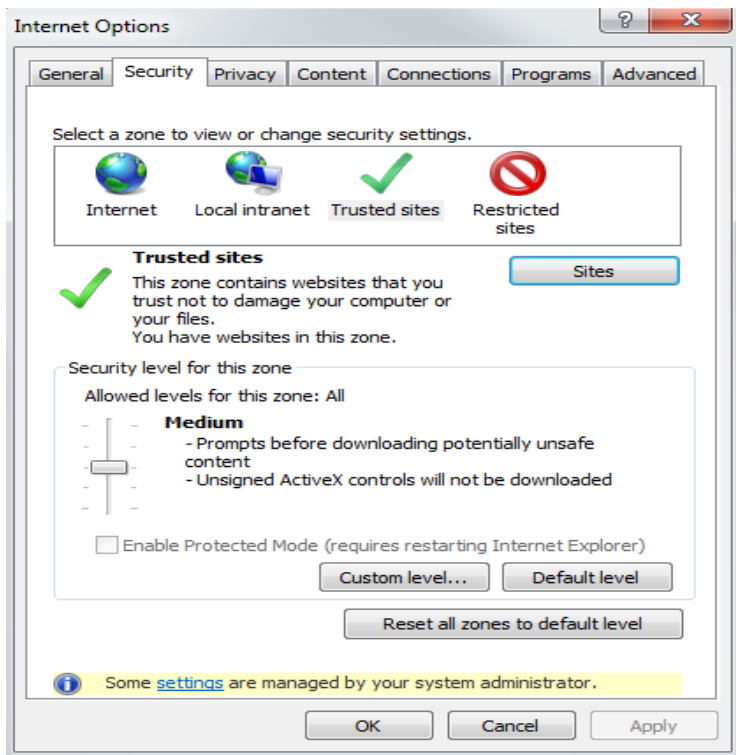 Internet Options
General Security Privacy Content Connections Programs Advanced
Select a zone to view or change security settings.
Internet Local intranet Trusted sites Restricted
sites
Trusted sites
Sites
This zone contains websites that you
trust not to damage your computer or
your files.
You have websites in this zone.
Security level for this zone
Allowed levels for this zone: All
Medium
- Prompts before downloading potentially unsafe
content
- Unsigned ActiveX controls will not be downloaded
Enable Protected Mode (requires restarting Internet Explorer)
Custom level... Default level
Reset all zones to default level
Some settings are managed by your system administrator.
OK Cancel Apply